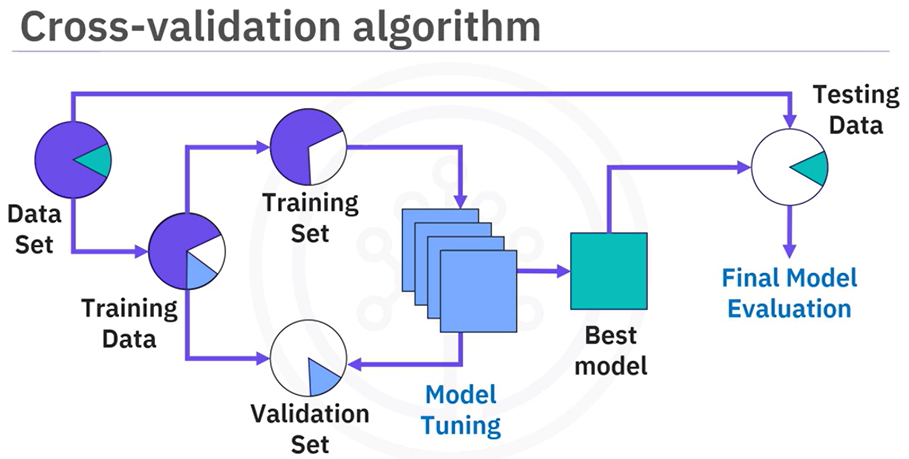 Cross-validation algorithm
Testing
Data
Data
Set
Training
Set
Training
Data
Validation
Set
Model
Tuning
Best
model
Final Model
Evaluation